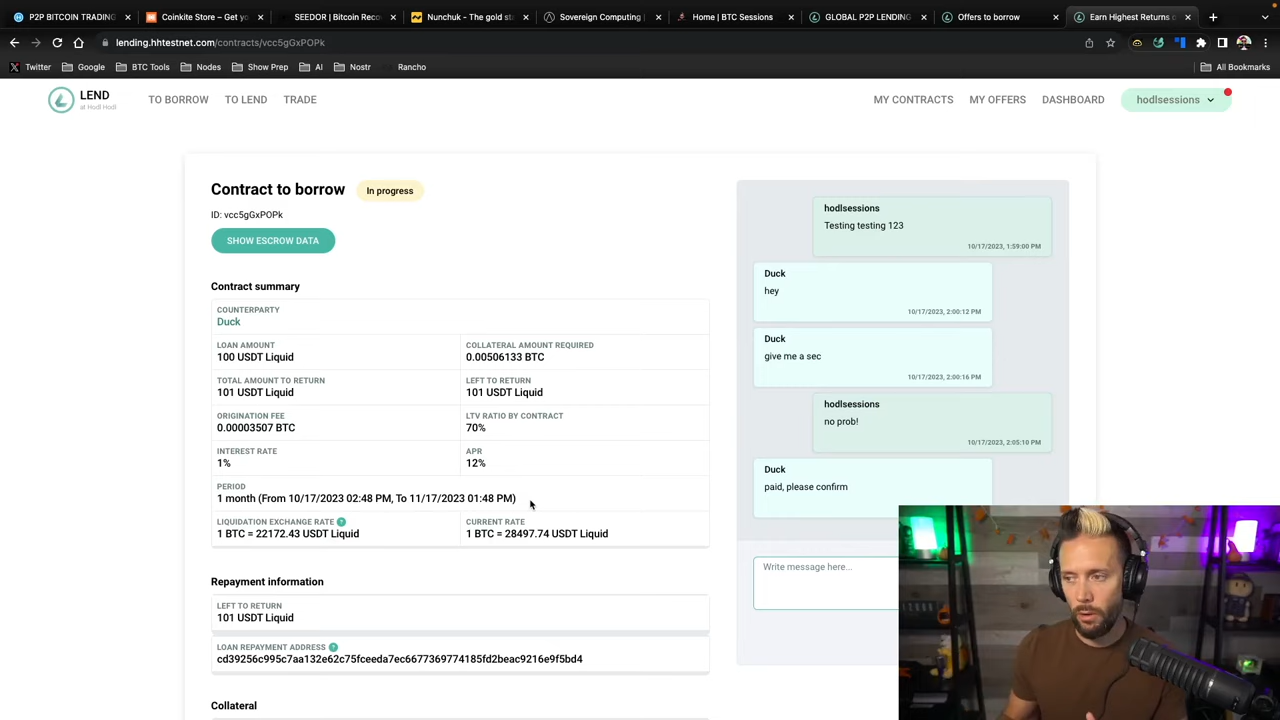 P2P BITCOIN TRADING
Coinkite Store – Get yo
SEEDOR | Bitcoin Reco
Nunchuk - The gold st
Sovereign Computing |
Home | BTC Sessions
GLOBAL P2P LENDING
Offers to borrow
Earn Highest Returns o
lending.hhtestnet.com/contracts/vcc5gGxPOPk
Twitter
Google
BTC Tools
Nodes
Show Prep
AI
Nostr
Rancho
All Bookmarks
LEND
at Hodl Hodl
TO BORROW
TO LEND
TRADE
MY CONTRACTS
MY OFFERS
DASHBOARD
hodlsessions
Contract to borrow
In progress
ID: vcc5gGxPOPk
SHOW ESCROW DATA
Contract summary
COUNTERPARTY
Duck
LOAN AMOUNT
100 USDT Liquid
COLLATERAL AMOUNT REQUIRED
0.00506133 BTC
TOTAL AMOUNT TO RETURN
101 USDT Liquid
LEFT TO RETURN
101 USDT Liquid
ORIGINATION FEE
0.00003507 BTC
LTV RATIO BY CONTRACT
70%
INTEREST RATE
1%
APR
12%
PERIOD
1 month (From 10/17/2023 02:48 PM, To 11/17/2023 01:48 PM)
LIQUIDATION EXCHANGE RATE
1 BTC = 22172.43 USDT Liquid
CURRENT RATE
1 BTC = 28497.74 USDT Liquid
Repayment information
LEFT TO RETURN
101 USDT Liquid
LOAN REPAYMENT ADDRESS
cd39256c995c7aa132e62c75fceeda7ec6677369774185fd2beac9216e9f5bd4
Collateral
hodlsessions
Testing testing 123
10/17/2023, 1:59:00 PM
Duck
hey
10/17/2023, 2:00:12 PM
Duck
give me a sec
10/17/2023, 2:00:16 PM
hodlsessions
no prob!
10/17/2023, 2:05:10 PM
Duck
paid, please confirm
Write message here...